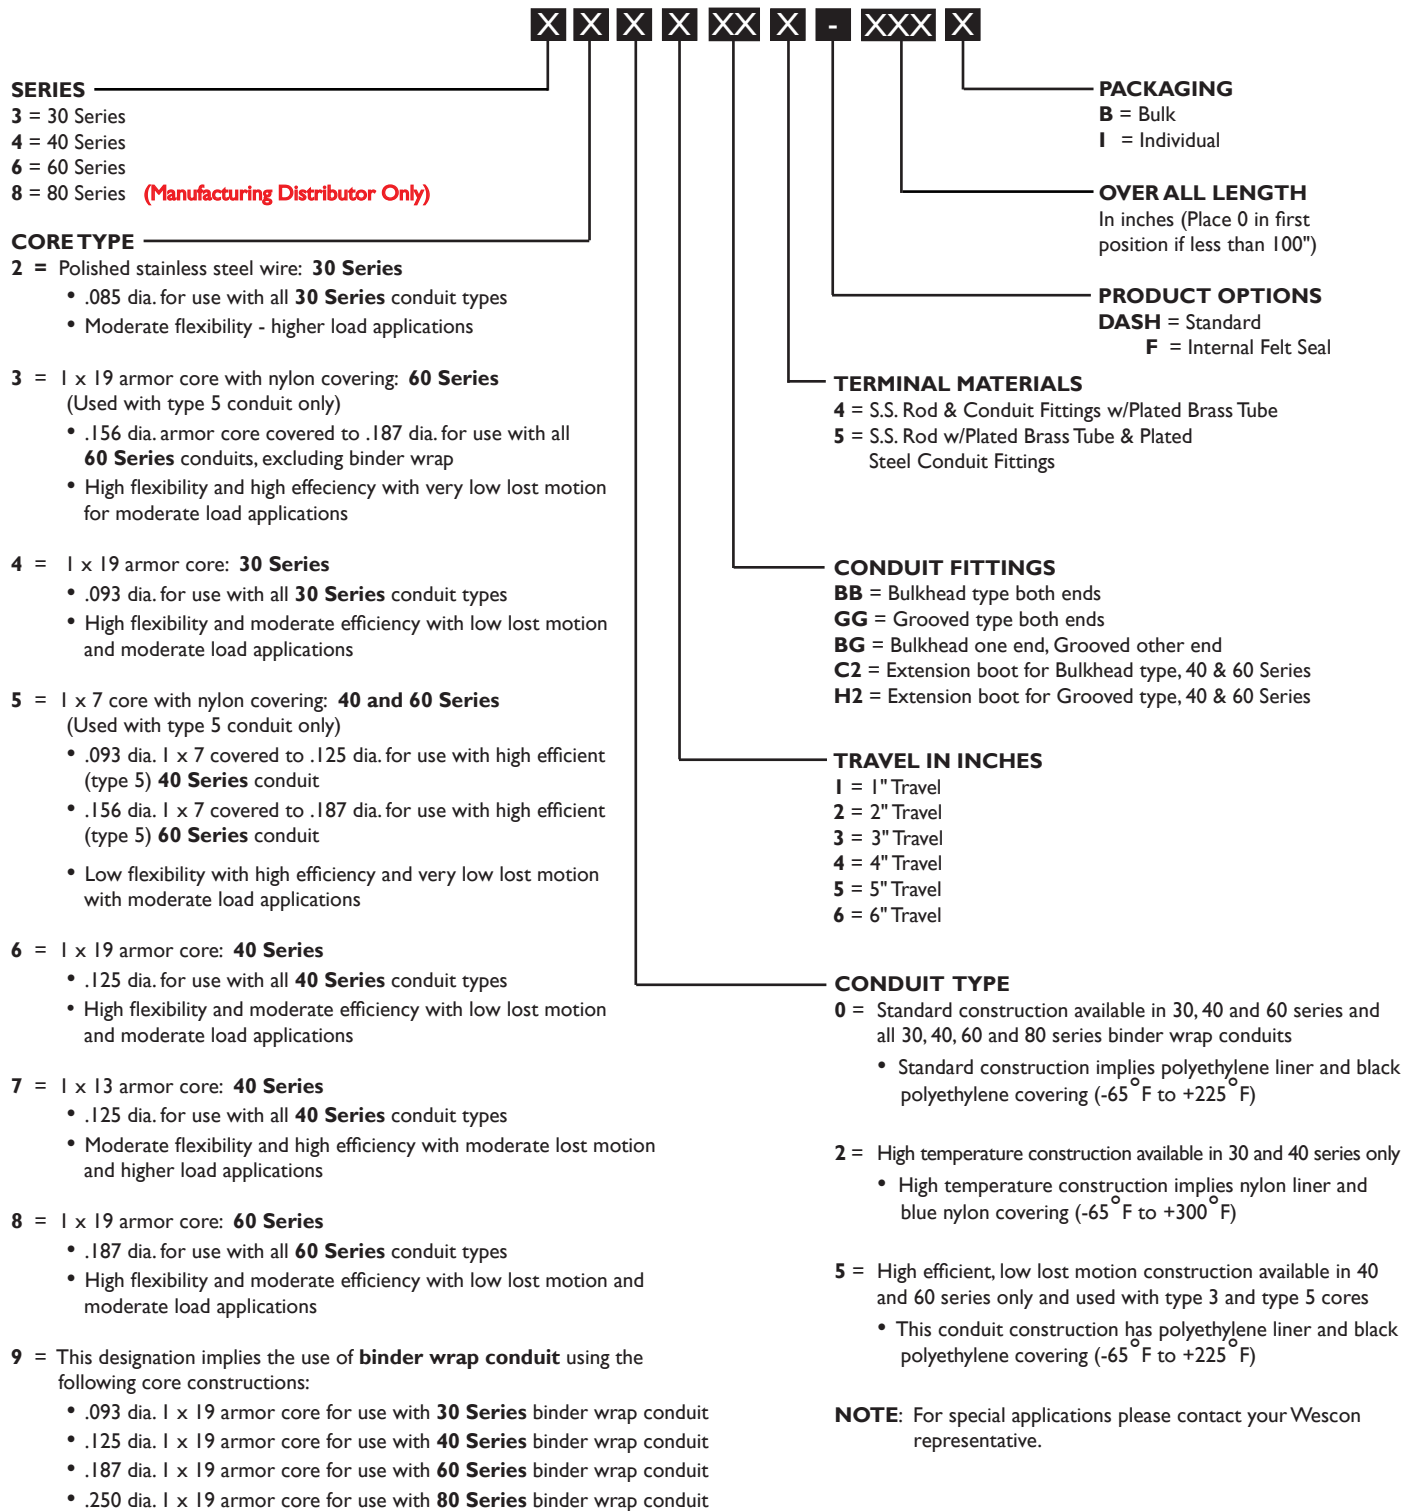 X X X X XX X - XXX X
SERIES
3 = 30 Series
4 = 40 Series
6 = 60 Series
8 = 80 Series (Manufacturing Distributor Only)
CORE TYPE
2 = Polished stainless steel wire: 30 Series
• .085 dia. for use with all 30 Series conduit types
• Moderate flexibility - higher load applications
3 = 1 x 19 armor core with nylon covering: 60 Series
(Used with type 5 conduit only)
• .156 dia. armor core covered to .187 dia. for use with all
60 Series conduits, excluding binder wrap
• High flexibility and high effeciency with very low lost motion
for moderate load applications
4 = 1 x 19 armor core: 30 Series
• .093 dia. for use with all 30 Series conduit types
• High flexibility and moderate efficiency with low lost motion
and moderate load applications
5 = 1 x 7 core with nylon covering: 40 and 60 Series
(Used with type 5 conduit only)
• .093 dia. 1 x 7 covered to .125 dia. for use with high efficient
(type 5) 40 Series conduit
• .156 dia. 1 x 7 covered to .187 dia. for use with high efficient
(type 5) 60 Series conduit
• Low flexibility with high efficiency and very low lost motion
with moderate load applications
6 = 1 x 19 armor core: 40 Series
• .125 dia. for use with all 40 Series conduit types
• High flexibility and moderate efficiency with low lost motion
and moderate load applications
7 = 1 x 13 armor core: 40 Series
• .125 dia. for use with all 40 Series conduit types
• Moderate flexibility and high efficiency with moderate lost motion
and higher load applications
8 = 1 x 19 armor core: 60 Series
• .187 dia. for use with all 60 Series conduit types
• High flexibility and moderate efficiency with low lost motion and
moderate load applications
9 = This designation implies the use of binder wrap conduit using the
following core constructions:
• .093 dia. 1 x 19 armor core for use with 30 Series binder wrap conduit
• .125 dia. 1 x 19 armor core for use with 40 Series binder wrap conduit
• .187 dia. 1 x 19 armor core for use with 60 Series binder wrap conduit
• .250 dia. 1 x 19 armor core for use with 80 Series binder wrap conduit
PACKAGING
B = Bulk
I = Individual
OVER ALL LENGTH
In inches (Place 0 in first
position if less than 100")
PRODUCT OPTIONS
DASH = Standard
F = Internal Felt Seal
TERMINAL MATERIALS
4 = S.S. Rod & Conduit Fittings w/Plated Brass Tube
5 = S.S. Rod w/Plated Brass Tube & Plated
Steel Conduit Fittings
CONDUIT FITTINGS
BB = Bulkhead type both ends
GG = Grooved type both ends
BG = Bulkhead one end, Grooved other end
C2 = Extension boot for Bulkhead type, 40 & 60 Series
H2 = Extension boot for Grooved type, 40 & 60 Series
TRAVEL IN INCHES
1 = 1" Travel
2 = 2" Travel
3 = 3" Travel
4 = 4" Travel
5 = 5" Travel
6 = 6" Travel
CONDUIT TYPE
0 = Standard construction available in 30, 40 and 60 series and
all 30, 40, 60 and 80 series binder wrap conduits
• Standard construction implies polyethylene liner and black
polyethylene covering (-65°F to +225°F)
2 = High temperature construction available in 30 and 40 series only
• High temperature construction implies nylon liner and
blue nylon covering (-65°F to +300°F)
5 = High efficient, low lost motion construction available in 40
and 60 series only and used with type 3 and type 5 cores
• This conduit construction has polyethylene liner and black
polyethylene covering (-65°F to +225°F)
NOTE: For special applications please contact your Wescon
representative.